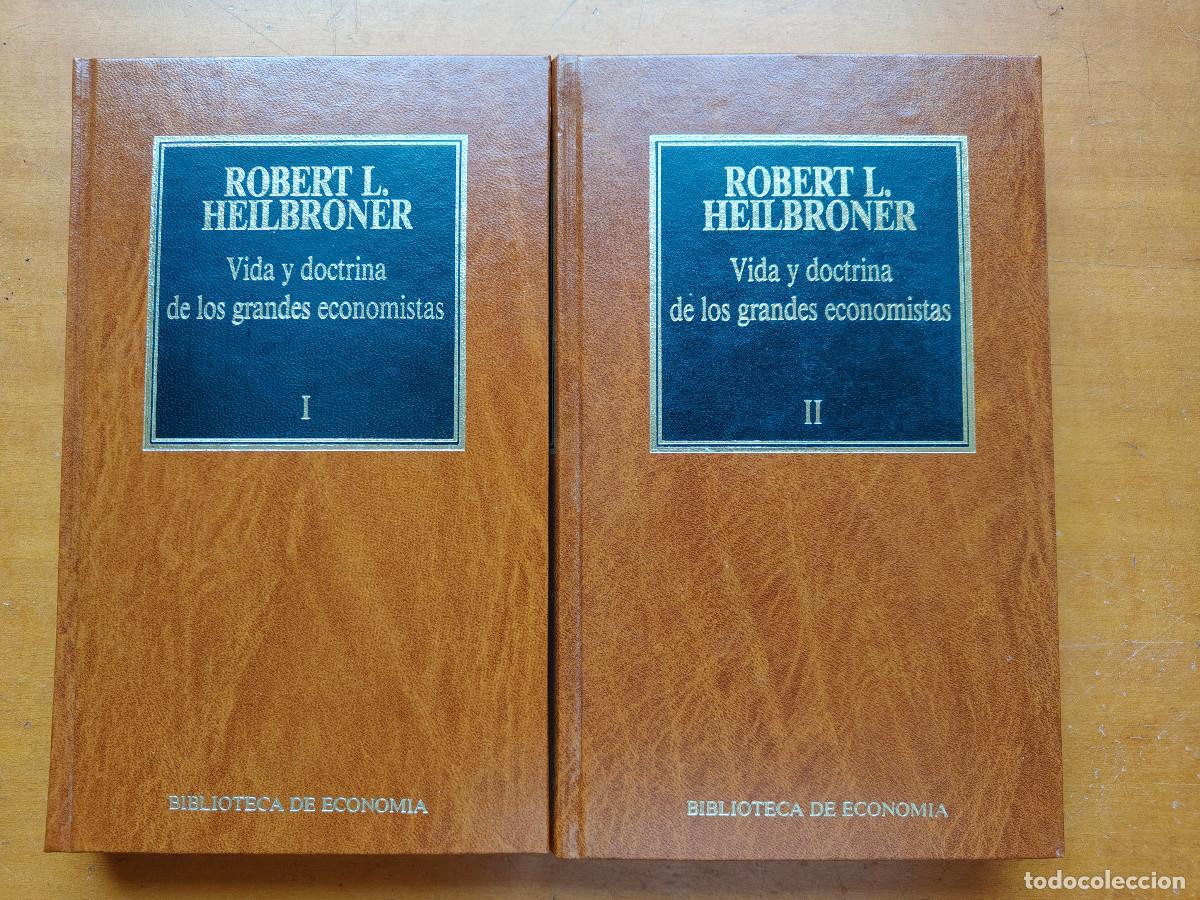 ROBERT L.
HEILBRONER
Vida y doctrina
de los grandes economistas
I
BIBLIOTECA DE ECONOMIA
ROBERT L.
HEILBRONER
Vida y doctrina
de los grandes economistas
II
BIBLIOTECA DE ECONOMIA
todocoleccion